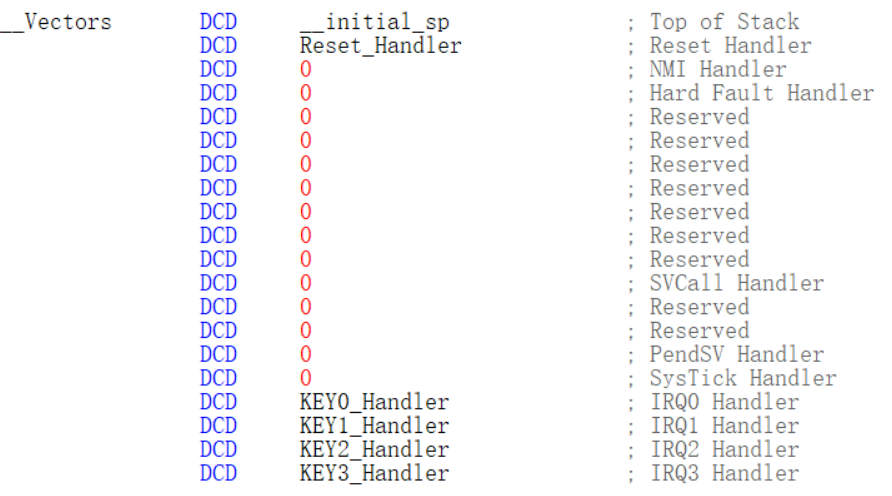 __Vectors DCD __initial_sp ; Top of Stack
DCD Reset_Handler ; Reset Handler
DCD 0 ; NMI Handler
DCD 0 ; Hard Fault Handler
DCD 0 ; Reserved
DCD 0 ; Reserved
DCD 0 ; Reserved
DCD 0 ; Reserved
DCD 0 ; Reserved
DCD 0 ; Reserved
DCD 0 ; Reserved
DCD 0 ; SVCall Handler
DCD 0 ; Reserved
DCD 0 ; Reserved
DCD 0 ; PendSV Handler
DCD 0 ; SysTick Handler
DCD KEY0_Handler ; IRQ0 Handler
DCD KEY1_Handler ; IRQ1 Handler
DCD KEY2_Handler ; IRQ2 Handler
DCD KEY3_Handler ; IRQ3 Handler